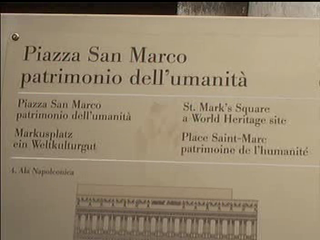 Piazza San Marco
patrimonio dell'umanità
Piazza San Marco
patrimonio dell'umanità
St. Mark's Square
a World Heritage site
Markusplatz
ein Weltkulturgut
Place Saint-Marc
patrimoine de l'humanité
4. Ala Napoleonica